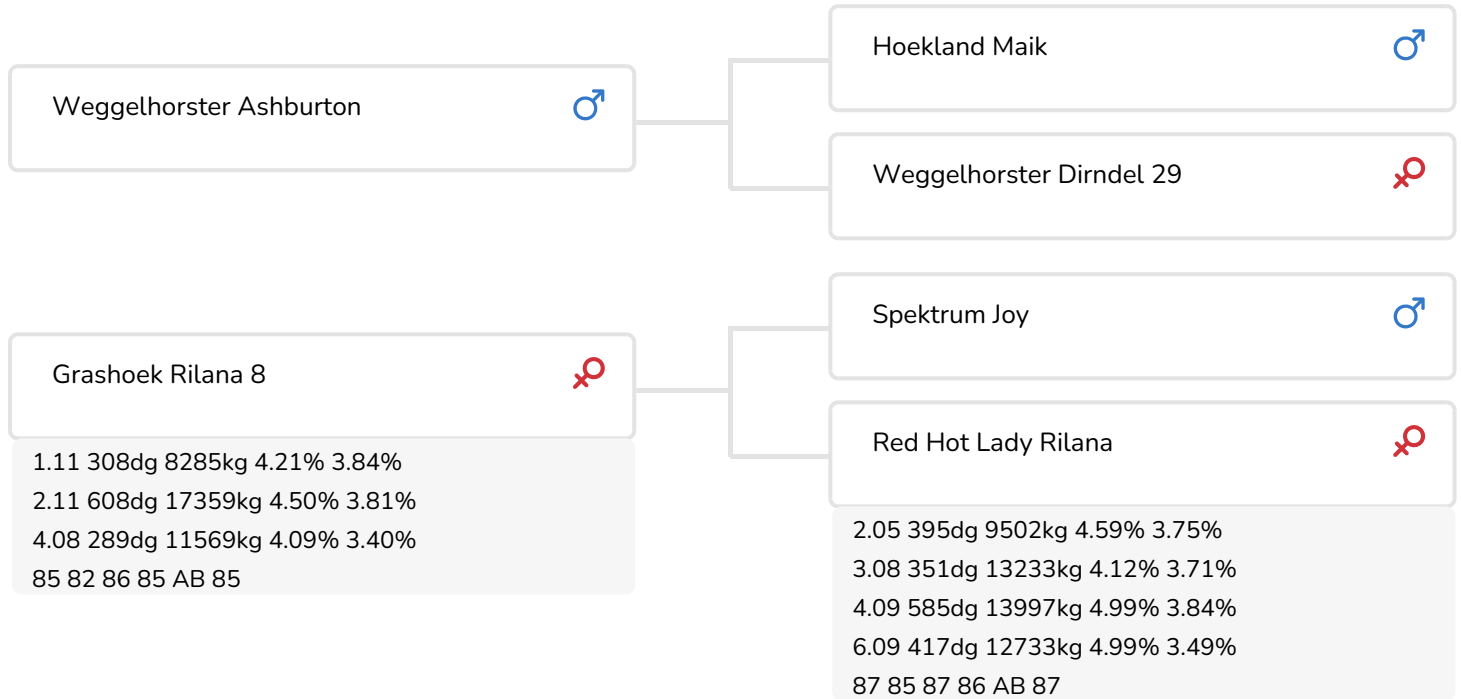 Weggelhorster Ashburton
Hoekland Maik
Weggelhorster Dirndel 29
Grashoek Rilana 8
1.11 308dg 8285kg 4.21% 3.84%
2.11 608dg 17359kg 4.50% 3.81%
4.08 289dg 11569kg 4.09% 3.40%
85 82 86 85 AB 85
Spektrum Joy
Red Hot Lady Rilana
2.05 395dg 9502kg 4.59% 3.75%
3.08 351dg 13233kg 4.12% 3.71%
4.09 585dg 13997kg 4.99% 3.84%
6.09 417dg 12733kg 4.99% 3.49%
87 85 87 86 AB 87